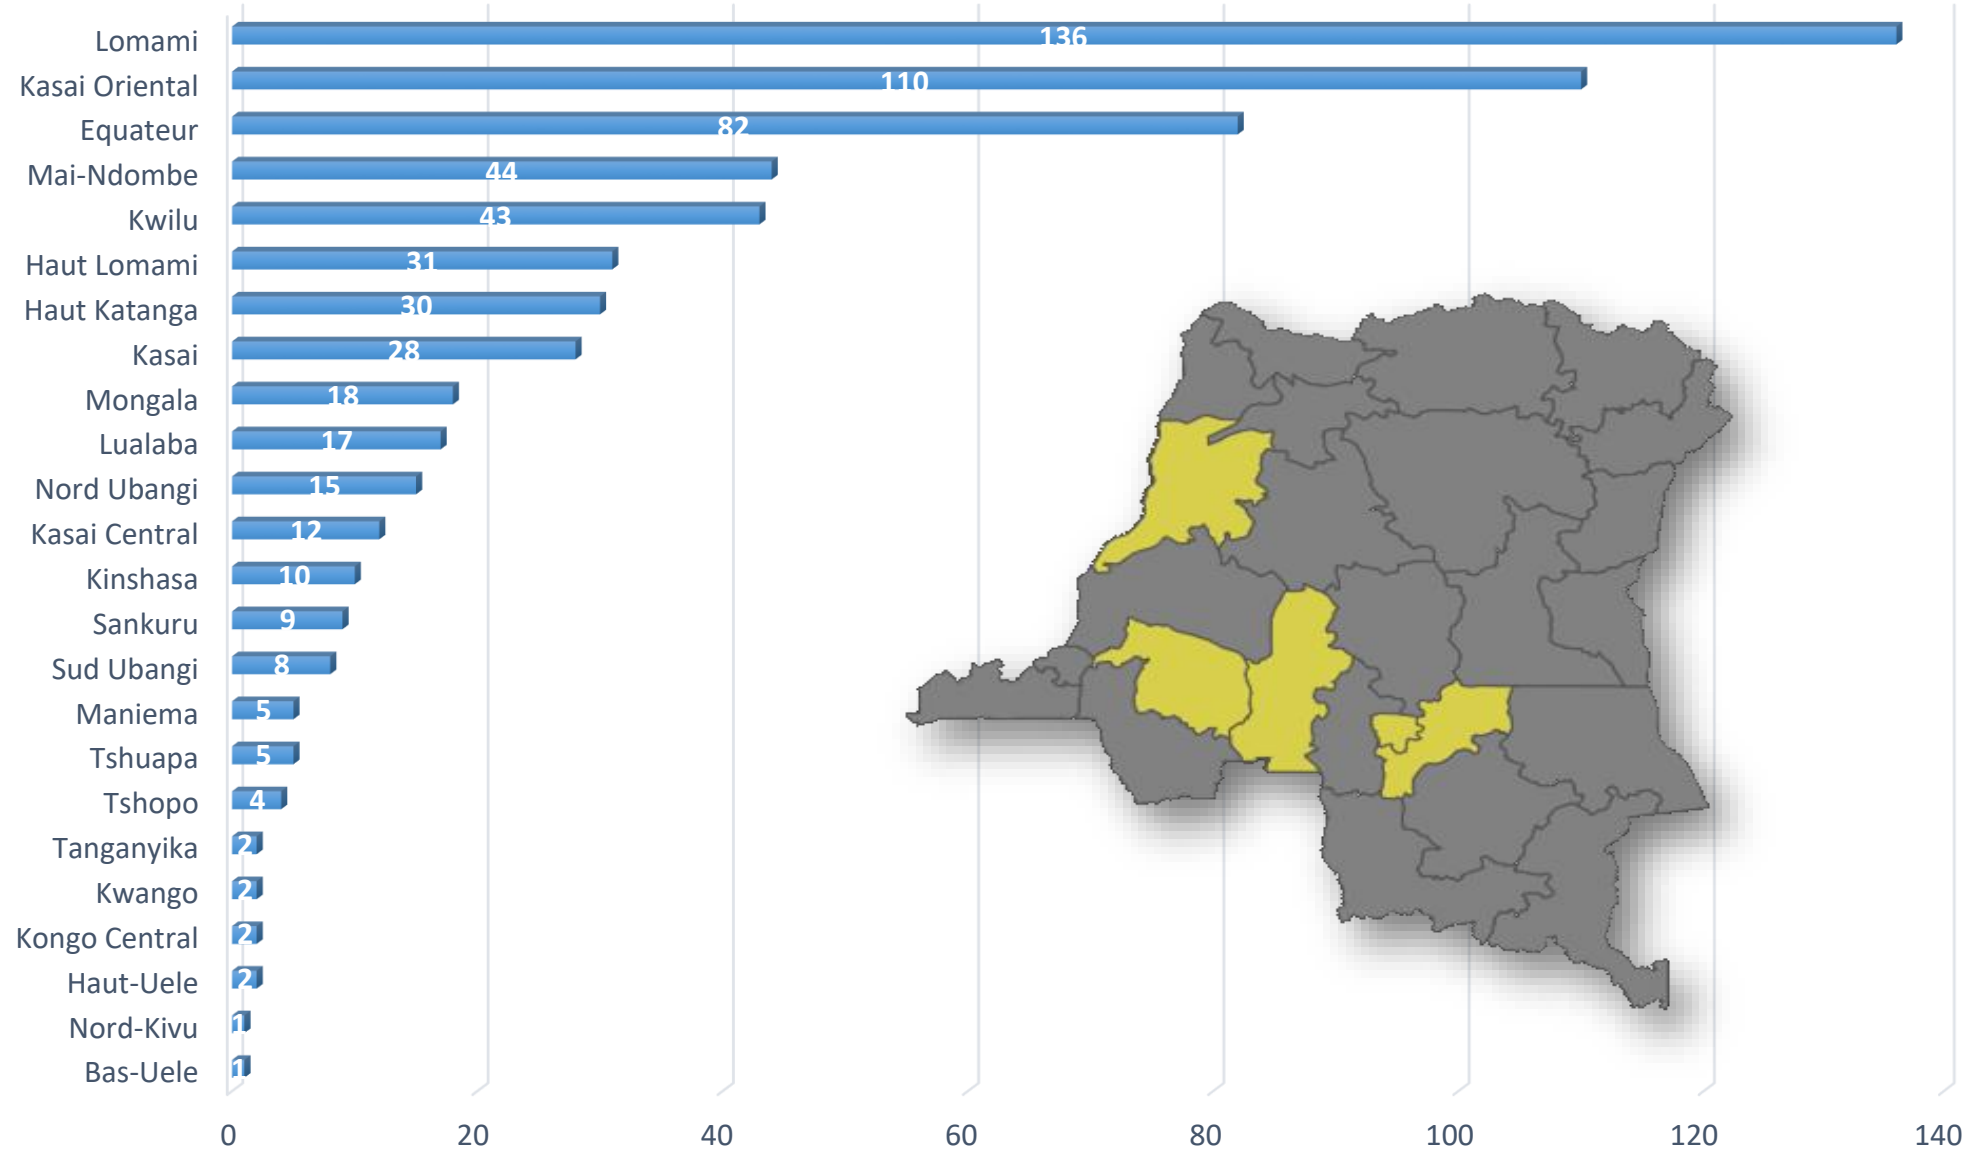 Lomami 136
Kasai Oriental 110
Equateur 82
Mai-Ndombe 44
Kwilu 43
Haut Lomami 31
Haut Katanga 30
Kasai 28
Mongala 18
Lualaba 17
Nord Ubangi 15
Kasai Central 12
Kinshasa 10
Sankuru 9
Sud Ubangi 8
Maniema 5
Tshuapa 5
Tshopo 4
Tanganyika 2
Kwango 2
Kongo Central 2
Haut-Uele 2
Nord-Kivu 1
Bas-Uele 1
0 20 40 60 80 100 120 140